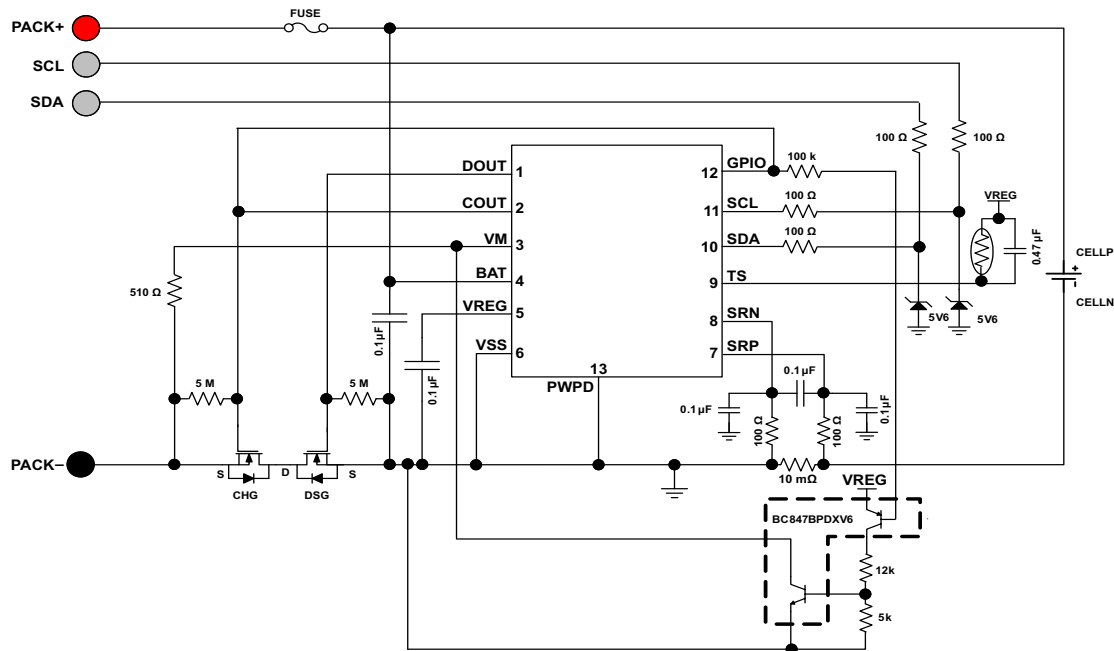 FUSE
PACK+
SCL
SDA
100 Ω
100 Ω
DOUT
1
COUT
2
VM
3
BAT
4
VREG
5
VSS
6
13
PWPD
GPIO
12
100 k
SCL
11
100 Ω
SDA
10
100 Ω
TS
9
SRN
8
SRP
7
VREG
0.47 µF
CELLP
+
-
CELLN
5V6
5V6
510 Ω
0.1 µF
0.1 µF
5 M
5 M
0.1 µF
0.1 µF
0.1 µF
100 Ω
100 Ω
10 mΩ
PACK–
S
CHG
D
DSG
S
VREG
BC847BPDXV6
12k
5k